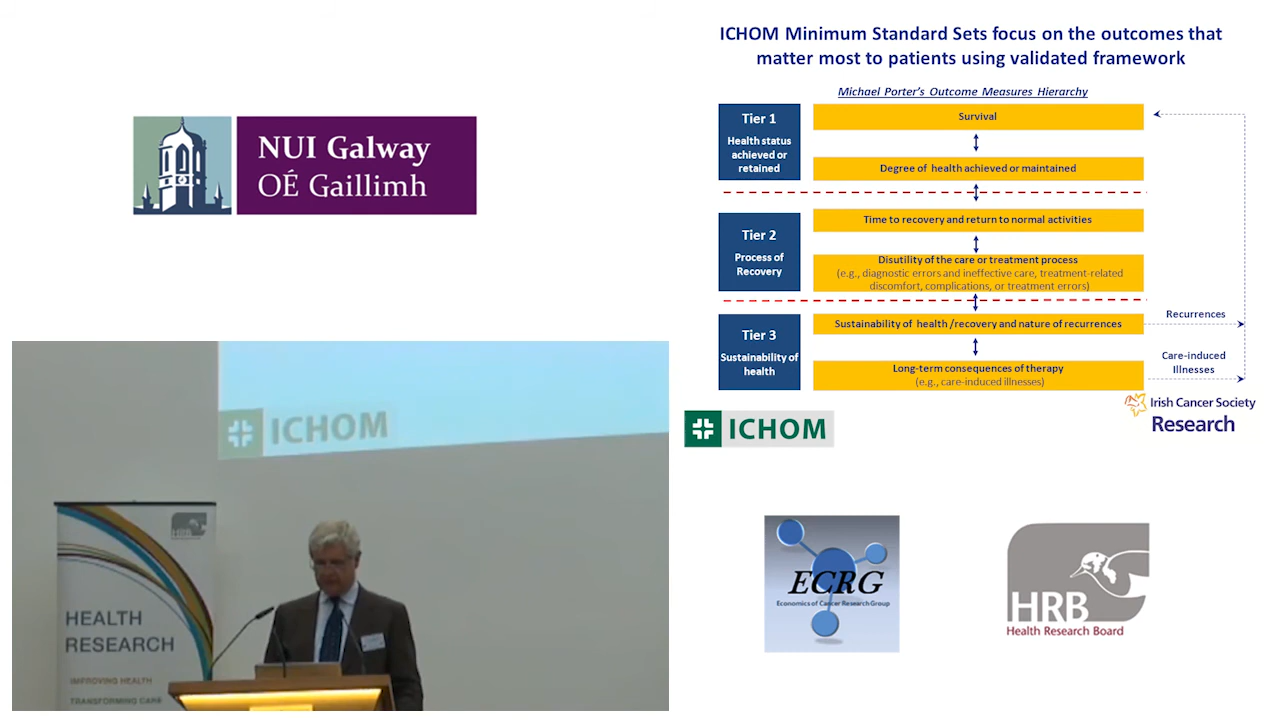 ICHOM Minimum Standard Sets focus on the outcomes that
matter most to patients using validated framework
Michael Porter's Outcome Measures Hierarchy
Tier 1
Health status
achieved or
retained
Survival
Degree of health achieved or maintained
Tier 2
Process of
Recovery
Time to recovery and return to normal activities
Disutility of the care or treatment process
(e.g., diagnostic errors and ineffective care, treatment-related
discomfort, complications, or treatment errors)
Tier 3
Sustainability of
health
Sustainability of health /recovery and nature of recurrences
Long-term consequences of therapy
(e.g., care-induced illnesses)
Recurrences
Care-induced
Illnesses
ICHOM
Irish Cancer Society
Research
NUI Galway
OÉ Gaillimh
ICHOM
HRB
HEALTH
RESEARCH
IMPROVING HEALTH
TRANSFORMING CARE
ECRG
Economics of Cancer Research Group
HRB
Health Research Board